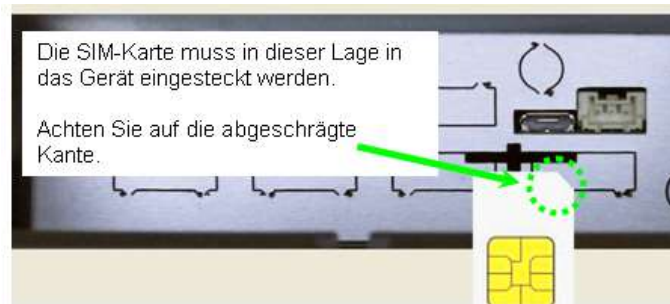 Die SIM-Karte muss in dieser Lage in
das Gerät eingesteckt werden.
Achten Sie auf die abgeschrägte
Kante.